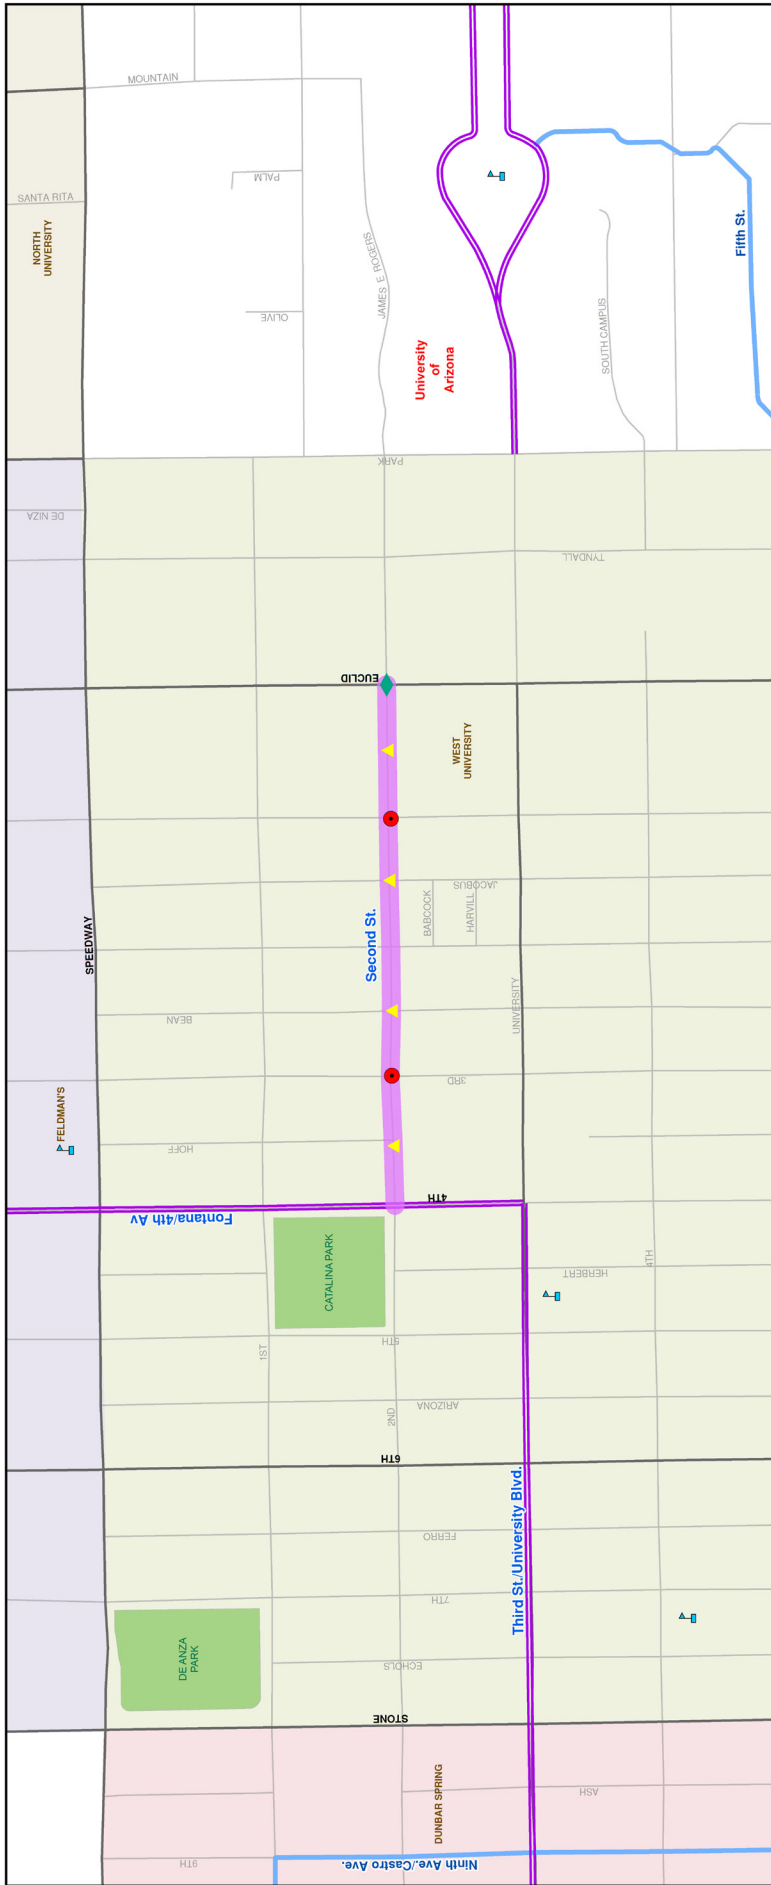 MOUNTAIN
PALM
SANTA RITA
NORTH
UNIVERSITY
JAMES E ROGERS
OLIVE
University
of
Arizona
SOUTH CAMPUS
Fifth St.
PARK
DE NIZA
TYNDALL
EUCLID
WEST
UNIVERSITY
JACOBUS
BABCOCK
HARVILL
SPEEDWAY
Second St.
BEAN
UNIVERSITY
3RD
FELDMAN'S
HOFF
4TH
Fontana/4th Av
CATALINA PARK
HERBERT
4TH
1ST
5TH
2ND
ARIZONA
6TH
Third St./University Blvd.
FERRO
7TH
DE ANZA
PARK
ECHOLS
STONE
DUNBAR SPRING
ASH
9TH
Ninth Ave./Castro Ave.